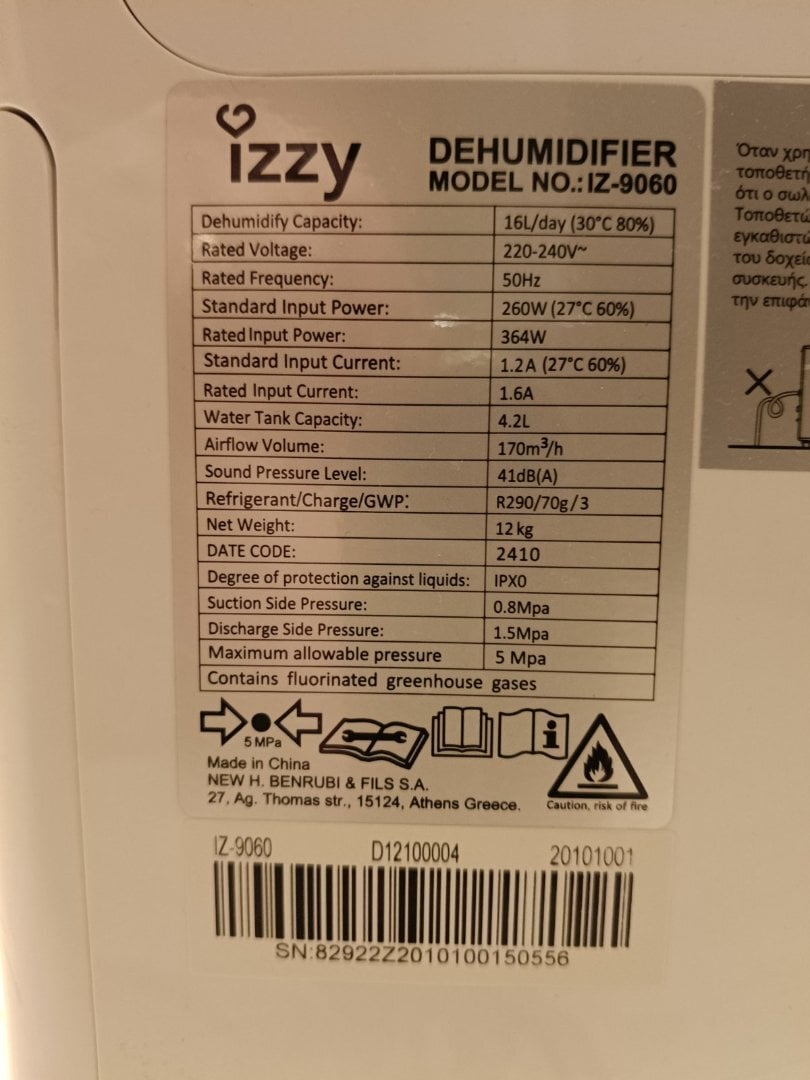 izzy
DEHUMIDIFIER
MODEL NO.: IZ-9060
Dehumidify Capacity: 16L/day (30°C 80%)
Rated Voltage: 220-240V~
Rated Frequency: 50Hz
Standard Input Power: 260W (27°C 60%)
Rated Input Power: 364W
Standard Input Current: 1.2A (27°C 60%)
Rated Input Current: 1.6A
Water Tank Capacity: 4.2L
Airflow Volume: 170m³/h
Sound Pressure Level: 41dB(A)
Refrigerant/Charge/GWP: R290/70g/3
Net Weight: 12kg
DATE CODE: 2410
Degree of protection against liquids: IPX0
Suction Side Pressure: 0.8Mpa
Discharge Side Pressure: 1.5Mpa
Maximum allowable pressure 5 Mpa
Contains fluorinated greenhouse gases
5 MPa
Made in China
NEW H. BENRUBI & FILS S.A.
27, Ag. Thomas str., 15124, Athens Greece.
Caution, risk of fire
IZ-9060 D12100004 20101001
SN:82922Z2010100150556
Όταν
ότι ο
του
συσκευής.
την